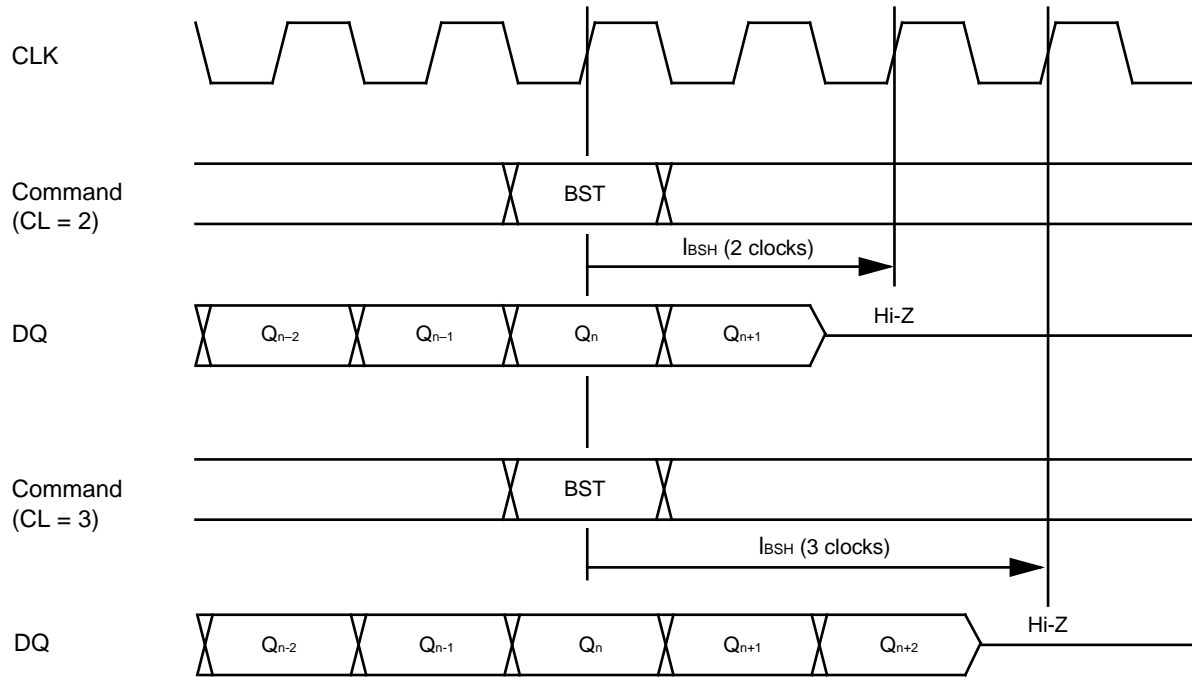 CLK
Command
(CL = 2)
BST
IBSH (2 clocks)
DQ
Qn–2
Qn–1
Qn
Qn+1
Hi-Z
Command
(CL = 3)
BST
IBSH (3 clocks)
DQ
Qn-2
Qn-1
Qn
Qn+1
Qn+2
Hi-Z